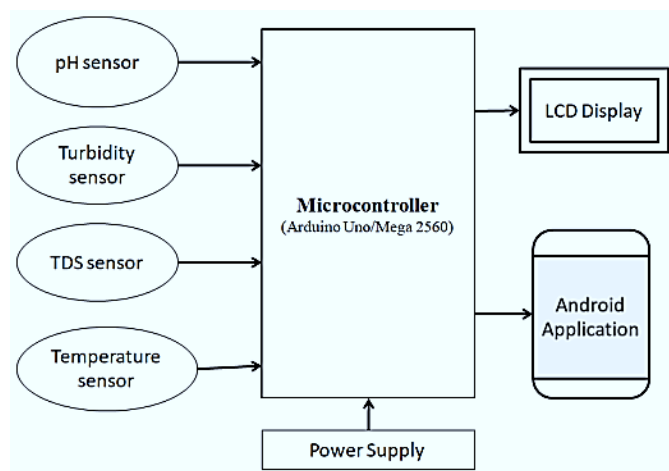 pH sensor
Turbidity
sensor
TDS sensor
Temperature
sensor
Microcontroller
(Arduino Uno/Mega 2560)
LCD Display
Android
Application
Power Supply